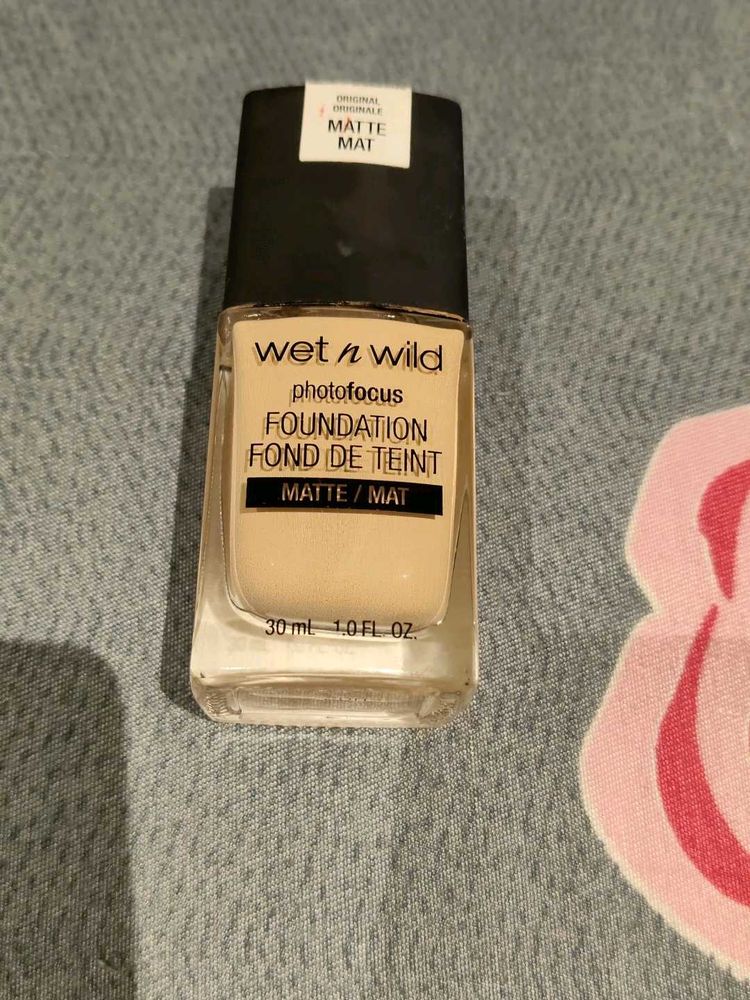 ORIGINAL
ORIGINALE
MATTE
MAT
wet n wild
photofocus
FOUNDATION
FOND DE TEINT
MATTE / MAT
30 mL 1.0 FL. OZ.